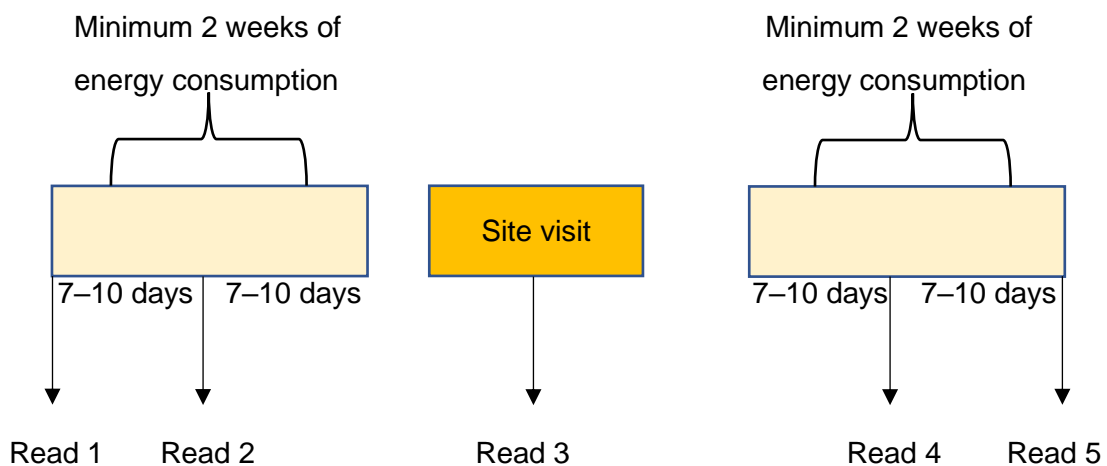 Minimum 2 weeks of
energy consumption
Minimum 2 weeks of
energy consumption
Site visit
7–10 days
7–10 days
7–10 days
7–10 days
Read 1
Read 2
Read 3
Read 4
Read 5